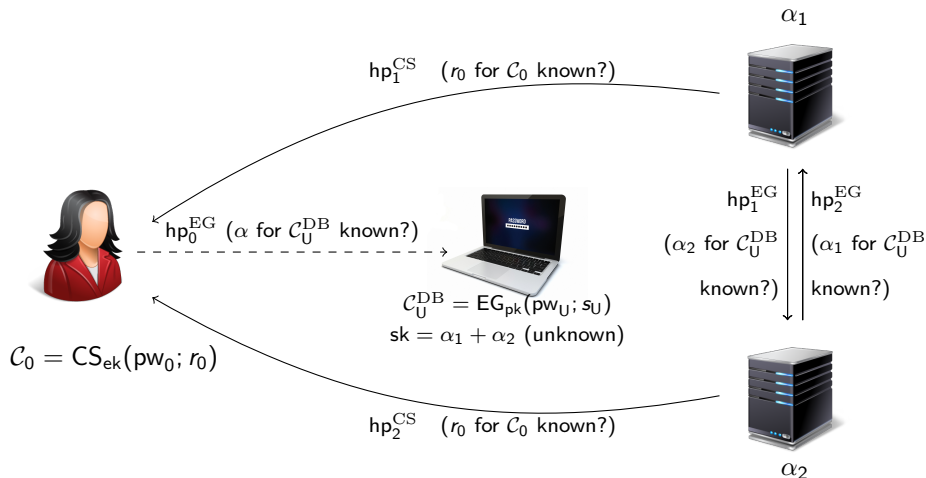 α₁
hp₁^CS (r₀ for 𝒞₀ known?)
hp₁^EG
hp₂^EG
hp₀^EG (α for 𝒞_U^DB known?)
(α₂ for 𝒞_U^DB
(α₁ for 𝒞_U^DB
known?)
known?)
PASSWORD
𝒞_U^DB = EG_pk(pw_U; s_U)
sk = α₁ + α₂ (unknown)
𝒞₀ = CS_ek(pw₀; r₀)
hp₂^CS (r₀ for 𝒞₀ known?)
α₂